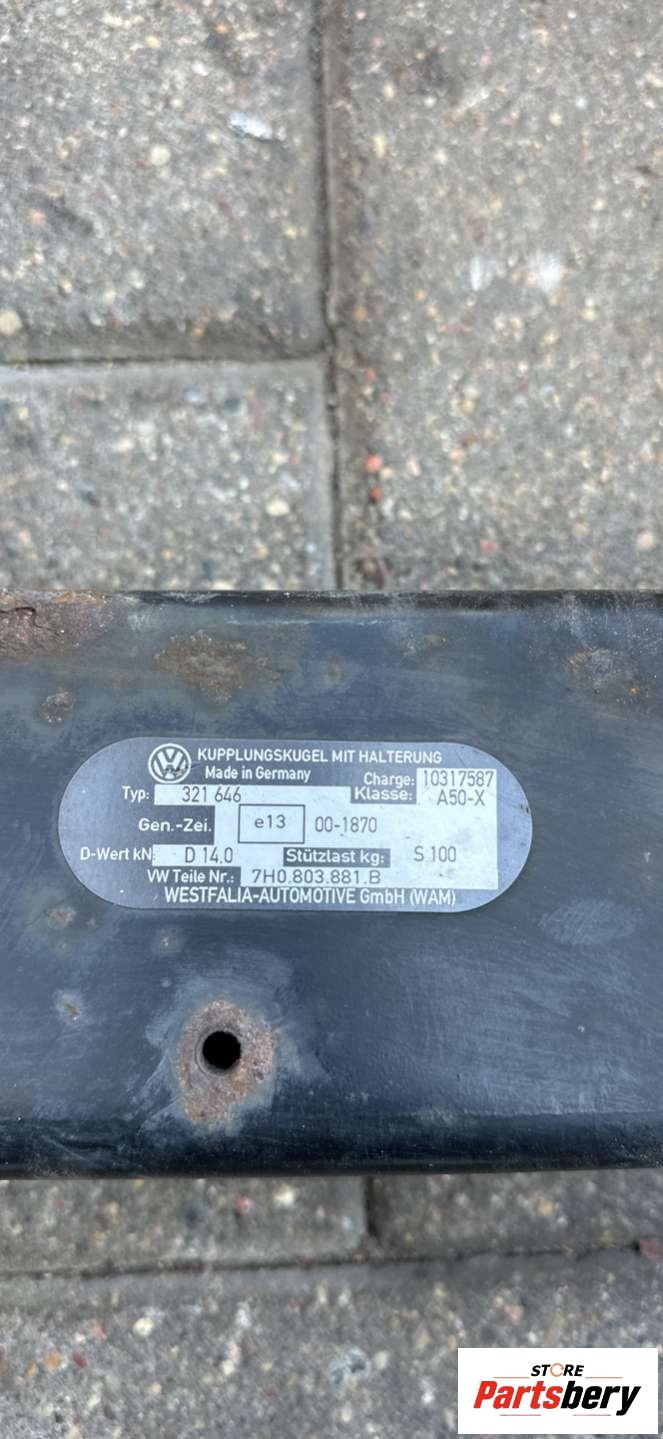 KUPPLUNGSKUGEL MIT HALTERUNG
Made in Germany Charge: 10317587
Typ: 321 646 Klasse: A50-X
Gen.-Zei. e13 00-1870
D-Wert kN D 14.0 Stützlast kg: S 100
VW Teile Nr.: 7H0.803.881.B
WESTFALIA-AUTOMOTIVE GmbH (WAM)
STORE
Partsbery